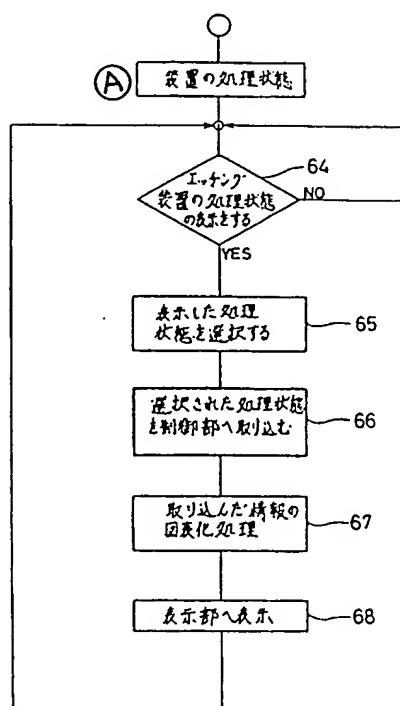 A 装置の処理状態
64
エッチング
装置の処理状態
の表示をする
NO
YES
表示した処理
状態を選択する
65
選択された処理状態
を制御部へ取り込む
66
取り込んだ情報の
図表化処理
67
表示部へ表示
68